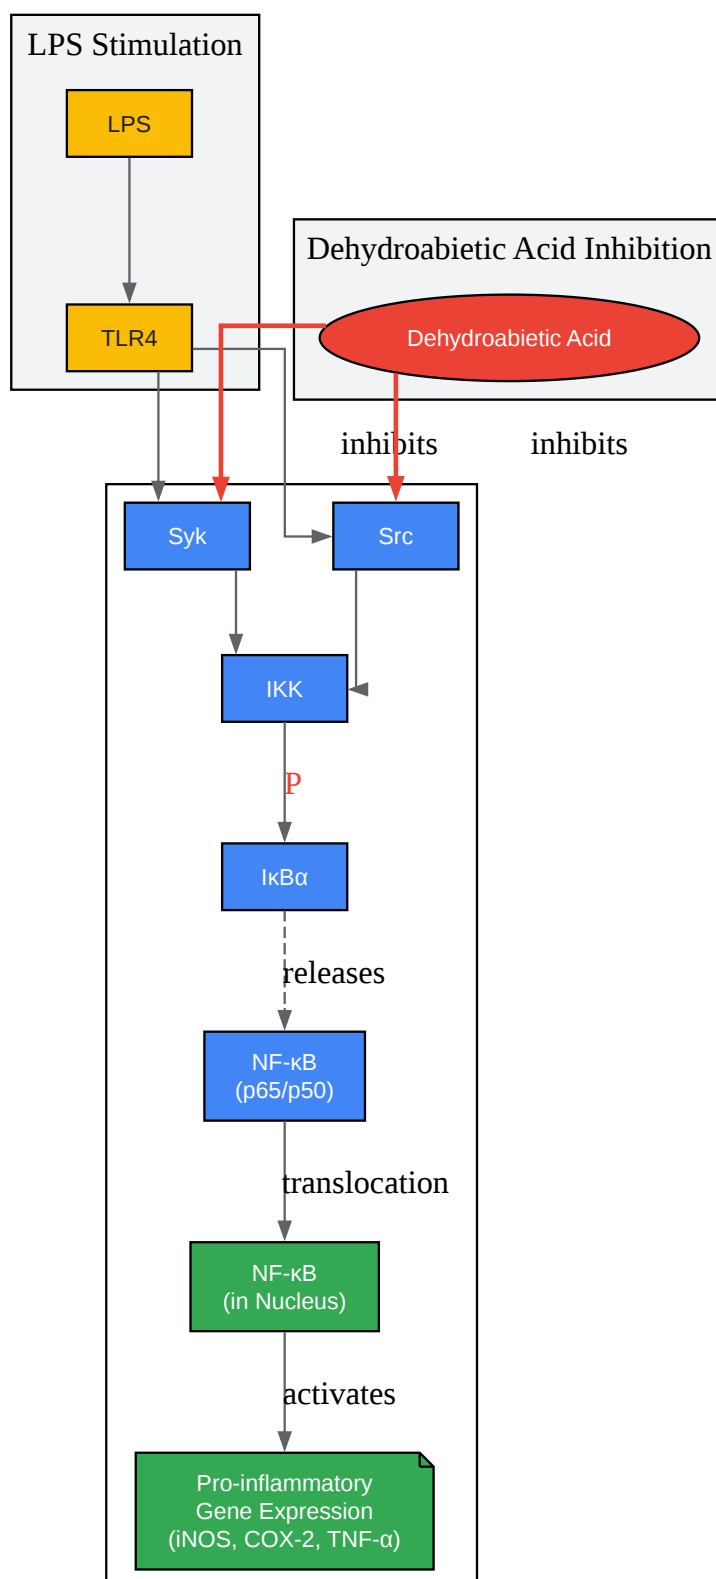 LPS Stimulation
LPS
Dehydroabietic Acid Inhibition
TLR4
Dehydroabietic Acid
inhibits
inhibits
Syk
Src
IKK
P
IκBα
releases
NF-κB
(p65/p50)
translocation
NF-κB
(in Nucleus)
activates
Pro-inflammatory
Gene Expression
(iNOS, COX-2, TNF-α)